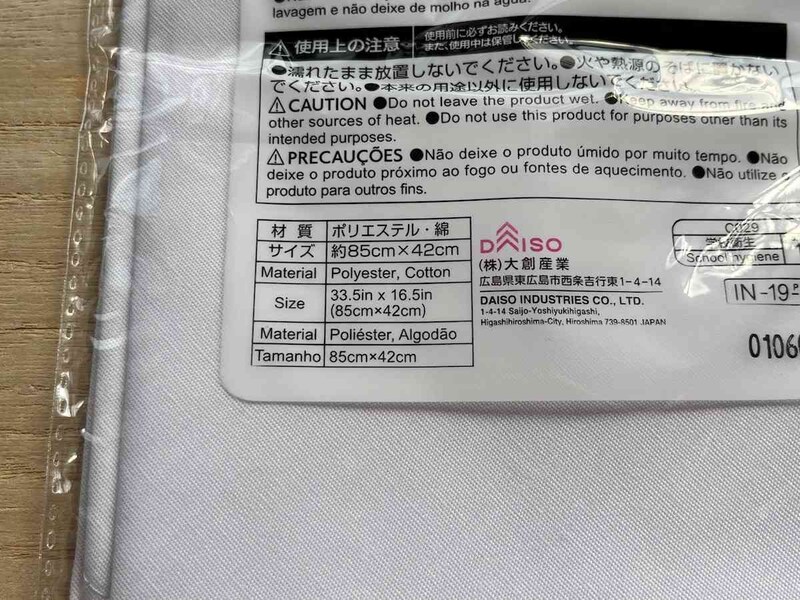 lavagem e não deixe de molho na água.
使用上の注意 使用前に必ずお読みください。
また、使用中は保管してください。
●濡れたまま放置しないでください。●火や熱源のそばに置かない
でください。●本来の用途以外に使用しないでください。
CAUTION ●Do not leave the product wet. ●Keep away from fire and
other sources of heat. ●Do not use this product for purposes other than its
intended purposes.
PRECAUÇÕES ●Não deixe o produto úmido por muito tempo. ●Não
deixe o produto próximo ao fogo ou fontes de aquecimento. ●Não utilize o
produto para outros fins.
材質 ポリエステル・綿
サイズ 約85cm×42cm
Material Polyester, Cotton
Size 33.5in x 16.5in
(85cm×42cm)
Material Poliéster, Algodão
Tamanho 85cm×42cm
DAISO
(株)大創産業
広島県東広島市西条吉行東1-4-14
DAISO INDUSTRIES CO., LTD.
1-4-14 Saijo-Yoshiyukihigashi,
Higashihiroshima-City, Hiroshima 739-8501 JAPAN
C029
学び衛生
School hygiene
IN-19
0106